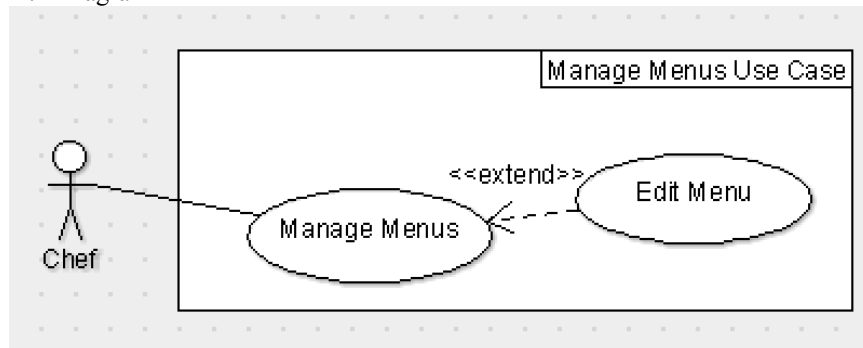 Manage Menus Use Case
<<extend>>
Edit Menu
Manage Menus
Chef